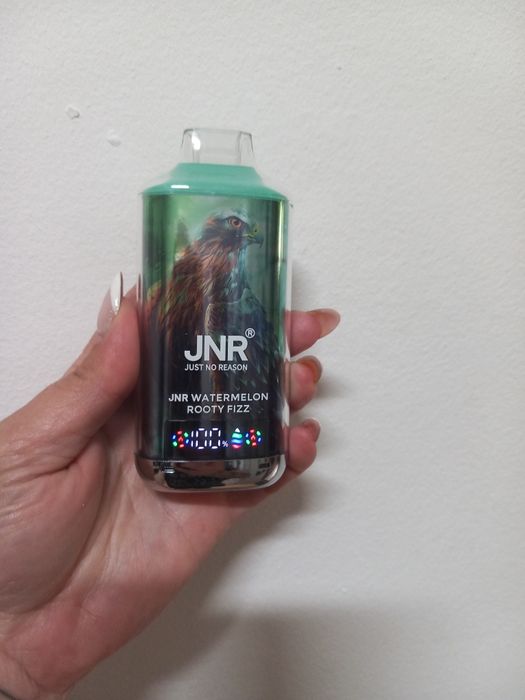 JNR®
JUST NO REASON
JNR WATERMELON
ROOTY FIZZ
100%